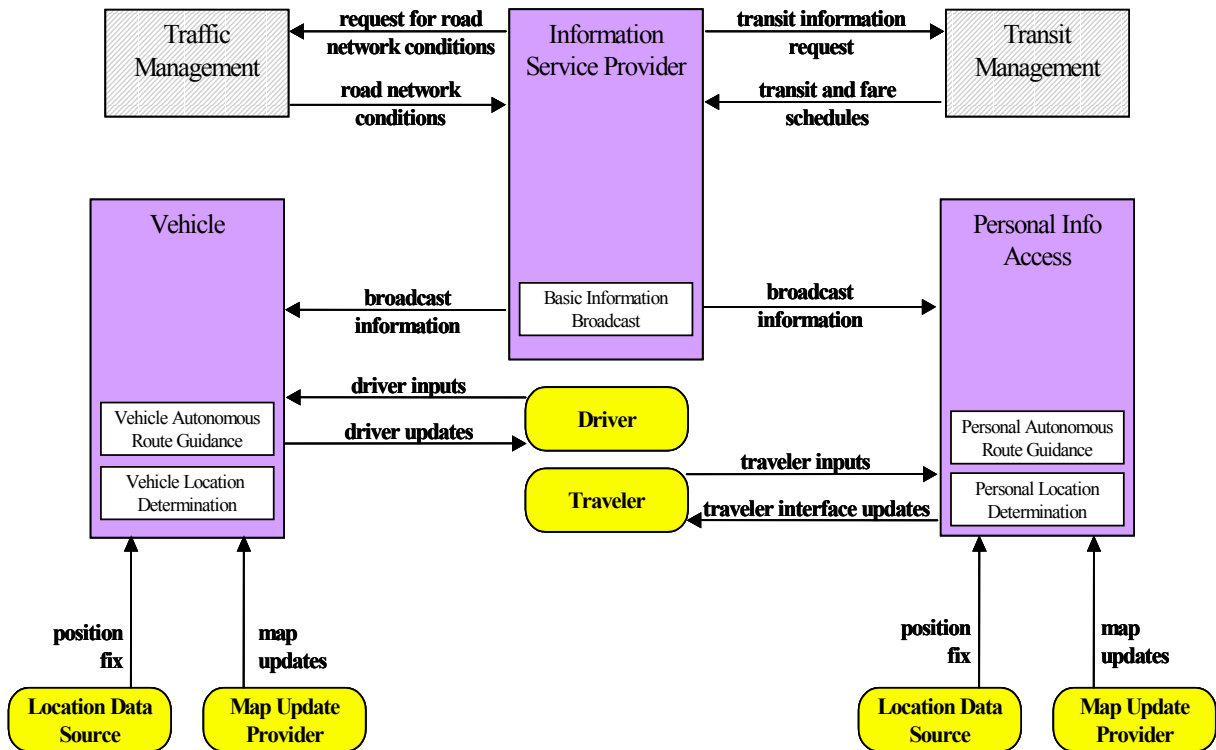 Traffic
Management
request for road
network conditions
road network
conditions
Information
Service Provider
transit information
request
transit and fare
schedules
Transit
Management
Vehicle
broadcast
information
Basic Information
Broadcast
broadcast
information
Personal Info
Access
driver inputs
driver updates
Driver
Vehicle Autonomous
Route Guidance
Vehicle Location
Determination
Traveler
traveler inputs
traveler interface updates
Personal Autonomous
Route Guidance
Personal Location
Determination
position
fix
map
updates
position
fix
map
updates
Location Data
Source
Map Update
Provider
Location Data
Source
Map Update
Provider